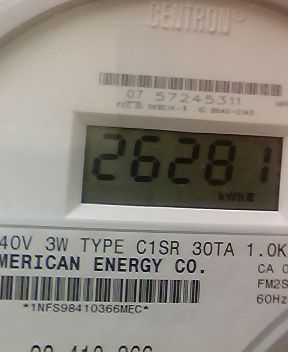 CENTRON®
07 57245311
26281
kWh
40V 3W TYPE C1SR 30TA 1.0K
MERICAN ENERGY CO.
CA 0
FM2S
60Hz
*1NFS98410366MEC*